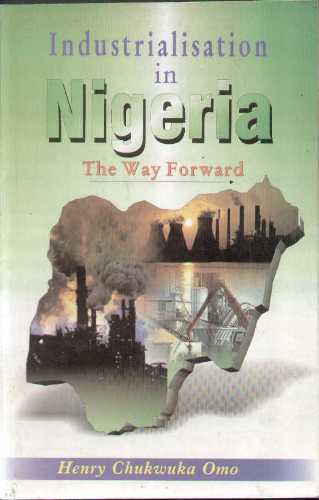 Industrialisation
in
Nigeria
The Way Forward
Henry Chukwuka Omo